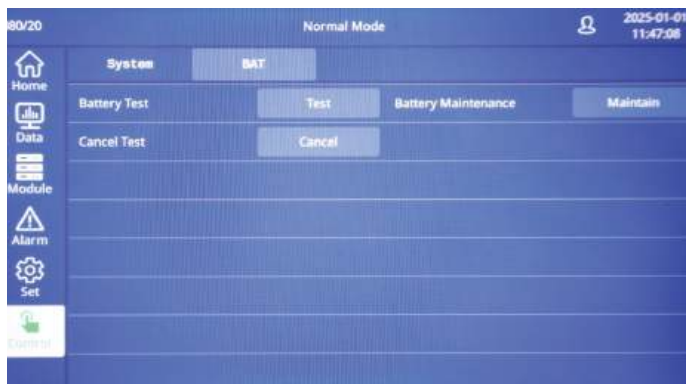 80/20
Normal Mode
2025-01-01
11:47:08
Home
Data
Module
Alarm
Set
Control
System BAT
Battery Test Test Battery Maintenance Maintain
Cancel Test Cancel